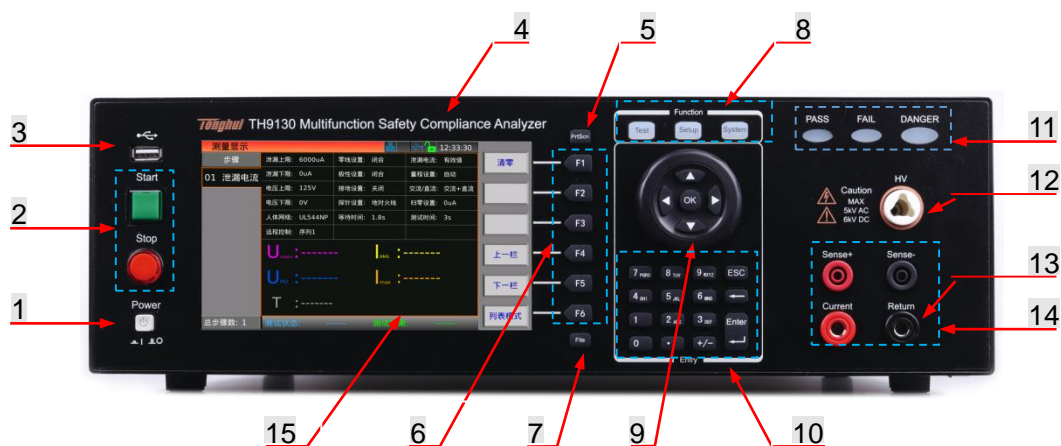 4
5
8
3
Tonghui TH9130 Multifunction Safety Compliance Analyzer
PrtScn
Function
Test
Setup
System
PASS
FAIL
DANGER
11
Start
2
Stop
Power
1
测量显示
12:33:30
步骤
泄漏上限: 6000uA
零线设置: 闭合
泄漏电流: 有效值
01 泄漏电流
泄漏下限: 0uA
极性设置: 闭合
量程设置: 自动
电压上限: 125V
接地设置: 关闭
交流/直流: 交流+直流
电压下限: 0V
探针设置: 地对火线
归零设置: 0uA
人体网络: UL544NP
等待时间: 1.8s
测试时间: 3s
远程控制: 序列1
T :------
总步骤数: 1
测试状态: ------
清零
上一栏
下一栏
列表模式
F1
F2
F3
F4
F5
F6
File
OK
7 PQRS
8 TUV
9 WXYZ
ESC
4 GHI
5 JKL
6 MNO
1
2 ABC
3 DEF
Enter
0
.
+/-
Entry
HV
Caution
MAX
5kV AC
6kV DC
12
Sense+
Sense-
Current
Return
13
14
15
6
7
9
10